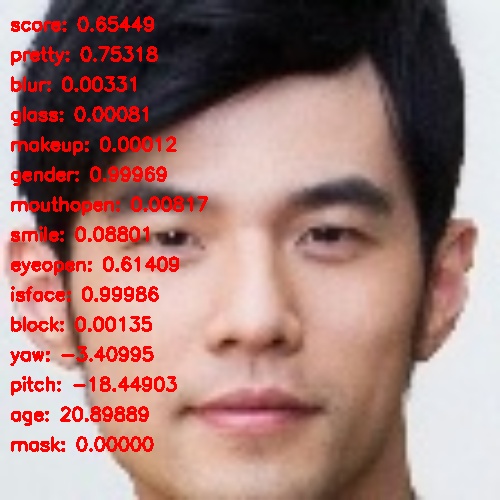 score: 0.65449
pretty: 0.75318
blur: 0.00331
glass: 0.00081
makeup: 0.00012
gender: 0.99969
mouthopen: 0.00817
smile: 0.08801
eyeopen: 0.61409
isface: 0.99986
block: 0.00135
yaw: -3.40995
pitch: -18.44903
age: 20.89889
mask: 0.00000